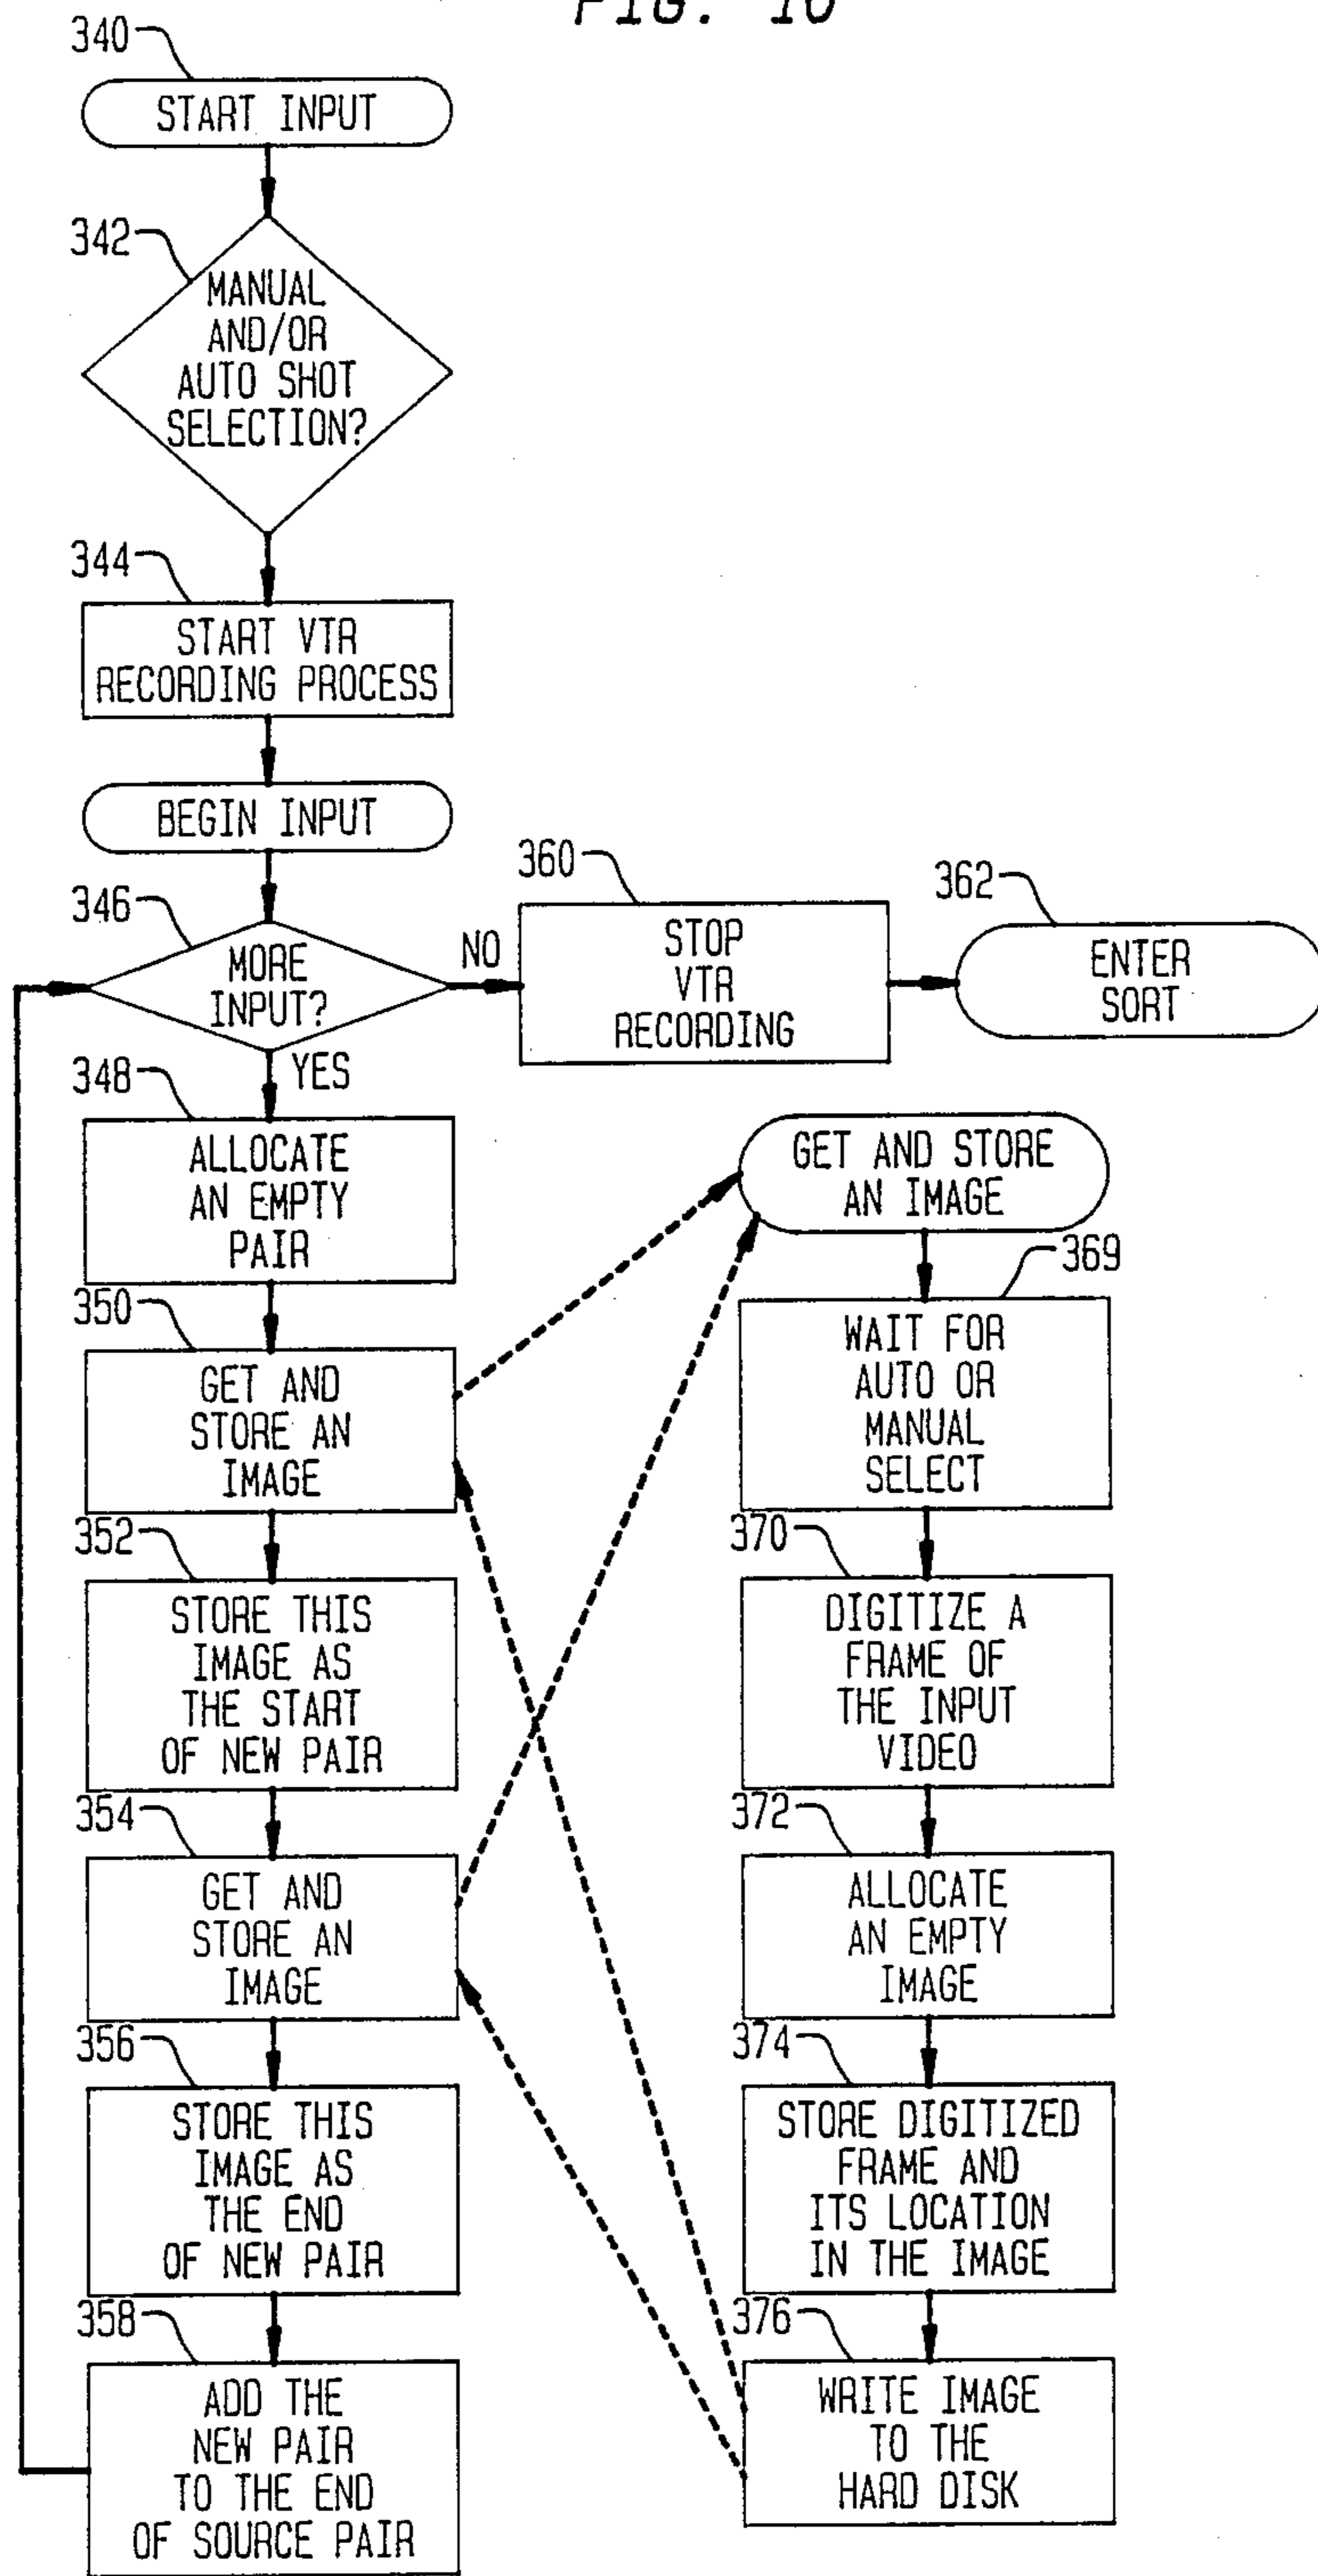 FIG. 10
340
START INPUT
342
MANUAL
AND/OR
AUTO SHOT
SELECTION?
344
START VTR
RECORDING PROCESS
BEGIN INPUT
346
MORE
INPUT?
NO
YES
360
STOP
VTR
RECORDING
362
ENTER
SORT
348
ALLOCATE
AN EMPTY
PAIR
350
GET AND
STORE AN
IMAGE
352
STORE THIS
IMAGE AS
THE START
OF NEW PAIR
354
GET AND
STORE AN
IMAGE
356
STORE THIS
IMAGE AS
THE END
OF NEW PAIR
358
ADD THE
NEW PAIR
TO THE END
OF SOURCE PAIR
GET AND STORE
AN IMAGE
369
WAIT FOR
AUTO OR
MANUAL
SELECT
370
DIGITIZE A
FRAME OF
THE INPUT
VIDEO
372
ALLOCATE
AN EMPTY
IMAGE
374
STORE DIGITIZED
FRAME AND
ITS LOCATION
IN THE IMAGE
376
WRITE IMAGE
TO THE
HARD DISK